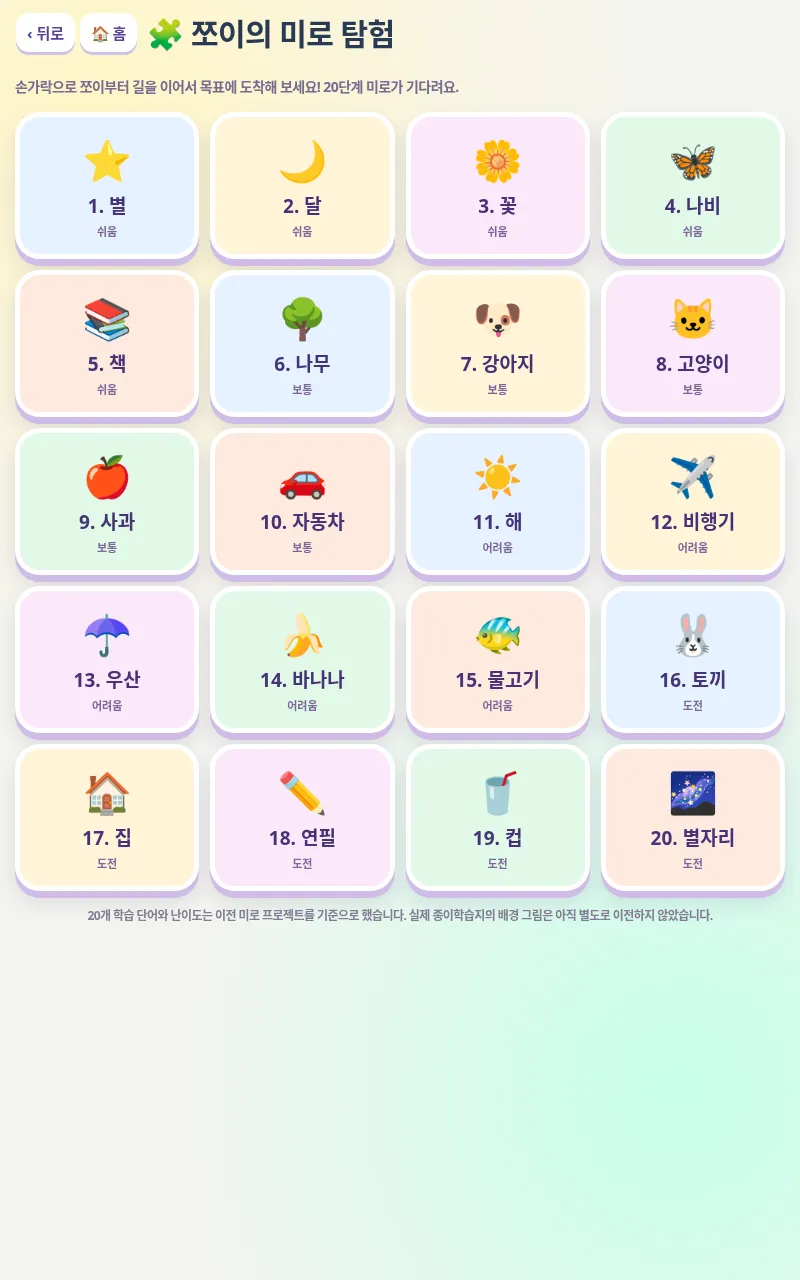 ‹ 뒤로 🏠 홈 🧩 쪼이의 미로 탐험
손가락으로 쪼이부터 길을 이어서 목표에 도착해 보세요! 20단계 미로가 기다려요.
1. 별
쉬움
2. 달
쉬움
3. 꽃
쉬움
4. 나비
쉬움
5. 책
쉬움
6. 나무
보통
7. 강아지
보통
8. 고양이
보통
9. 사과
보통
10. 자동차
보통
11. 해
어려움
12. 비행기
어려움
13. 우산
어려움
14. 바나나
어려움
15. 물고기
어려움
16. 토끼
도전
17. 집
도전
18. 연필
도전
19. 컵
도전
20. 별자리
도전
20개 학습 단어와 난이도는 이전 미로 프로젝트를 기준으로 했습니다. 실제 종이학습지의 배경 그림은 아직 별도로 이전하지 않았습니다.